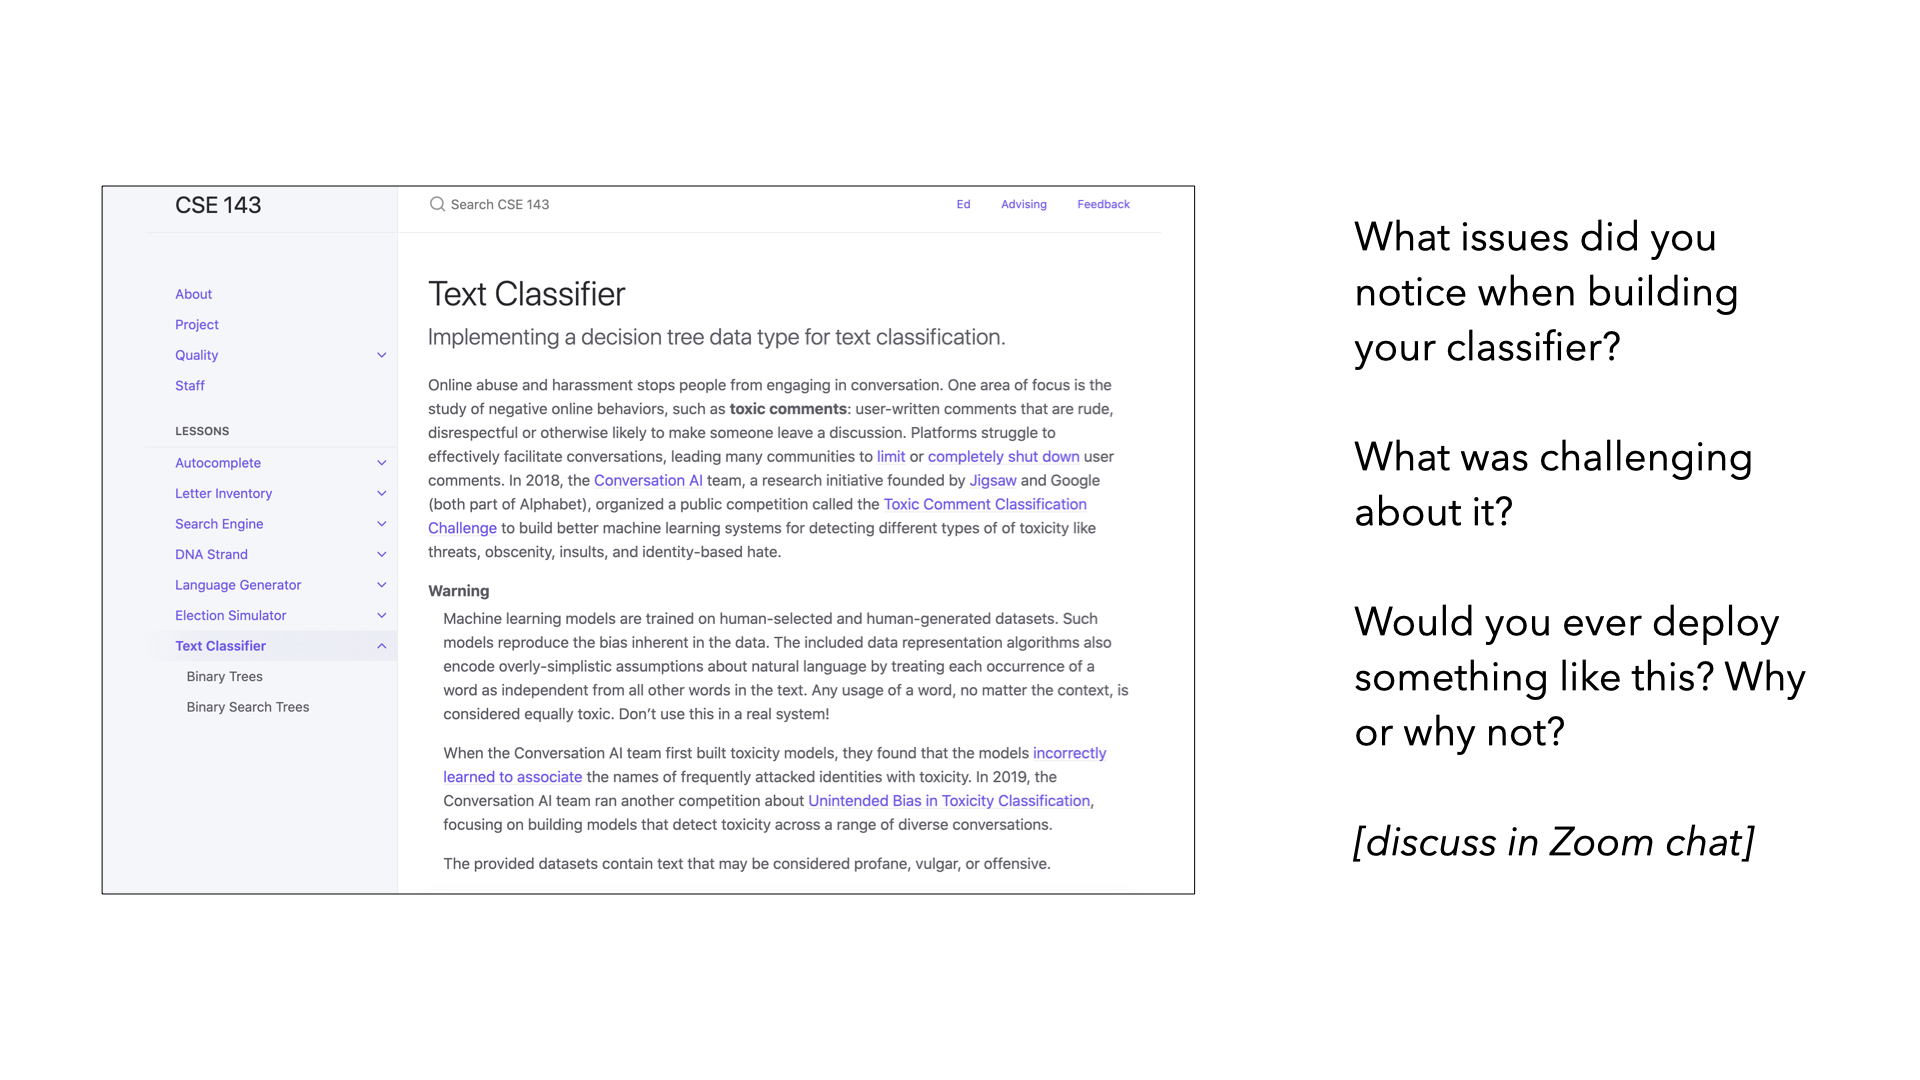 CSE 143
Search CSE 143
Ed
Advising
Feedback
About
Project
Quality
Staff
LESSONS
Autocomplete
Letter Inventory
Search Engine
DNA Strand
Language Generator
Election Simulator
Text Classifier
Binary Trees
Binary Search Trees
Text Classifier
Implementing a decision tree data type for text classification.
Online abuse and harassment stops people from engaging in conversation. One area of focus is the
study of negative online behaviors, such as toxic comments: user-written comments that are rude,
disrespectful or otherwise likely to make someone leave a discussion. Platforms struggle to
effectively facilitate conversations, leading many communities to limit or completely shut down user
comments. In 2018, the Conversation AI team, a research initiative founded by Jigsaw and Google
(both part of Alphabet), organized a public competition called the Toxic Comment Classification
Challenge to build better machine learning systems for detecting different types of of toxicity like
threats, obscenity, insults, and identity-based hate.
Warning
Machine learning models are trained on human-selected and human-generated datasets. Such
models reproduce the bias inherent in the data. The included data representation algorithms also
encode overly-simplistic assumptions about natural language by treating each occurrence of a
word as independent from all other words in the text. Any usage of a word, no matter the context, is
considered equally toxic. Don't use this in a real system!
When the Conversation AI team first built toxicity models, they found that the models incorrectly
learned to associate the names of frequently attacked identities with toxicity. In 2019, the
Conversation AI team ran another competition about Unintended Bias in Toxicity Classification,
focusing on building models that detect toxicity across a range of diverse conversations.
The provided datasets contain text that may be considered profane, vulgar, or offensive.
What issues did you
notice when building
your classifier?
What was challenging
about it?
Would you ever deploy
something like this? Why
or why not?
[discuss in Zoom chat]